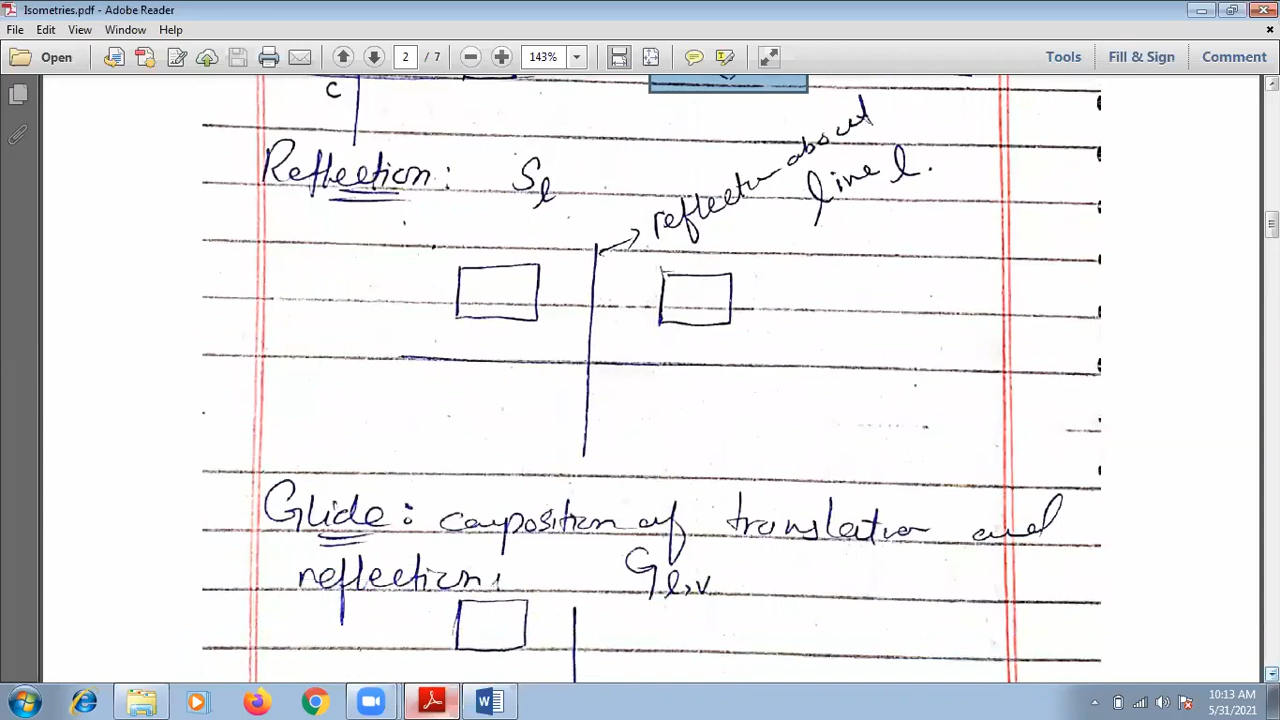 Isometries.pdf - Adobe Reader
File Edit View Window Help
Open 2 / 7 143% Tools Fill & Sign Comment
C
Reflection: Sl
reflection about
line l.
Glide: composition of translation and
reflection. Gl,v
10:13 AM
5/31/2021